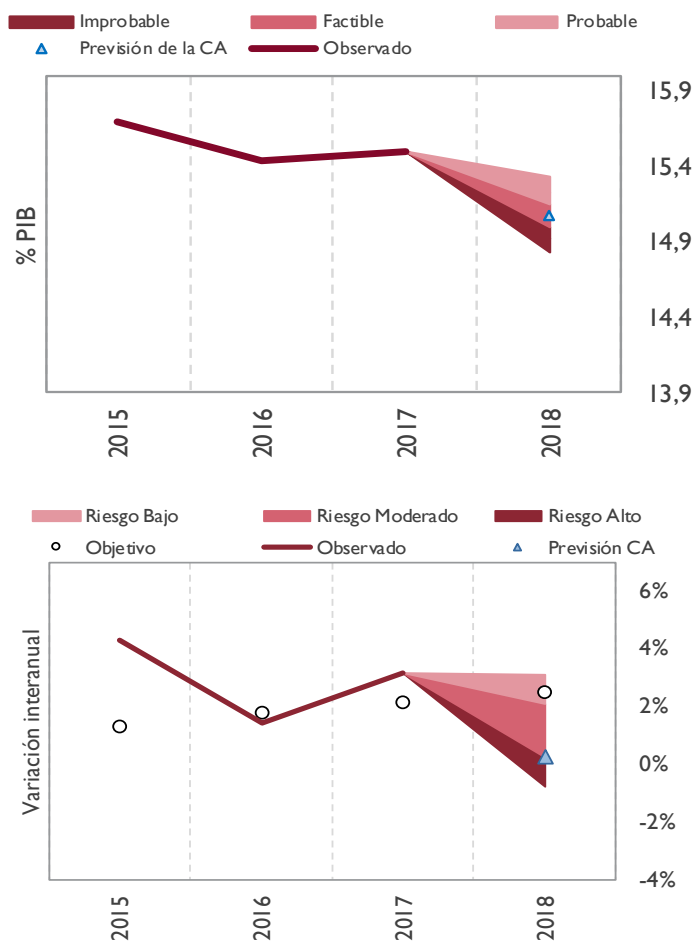 Improbable Factible Probable
Previsión de la CA Observado
15,9
15,4
14,9
14,4
13,9
% PIB
2015 2016 2017 2018
Riesgo Bajo Riesgo Moderado Riesgo Alto
Objetivo Observado Previsión CA
6%
4%
2%
0%
-2%
-4%
Variación interanual
2015 2016 2017 2018